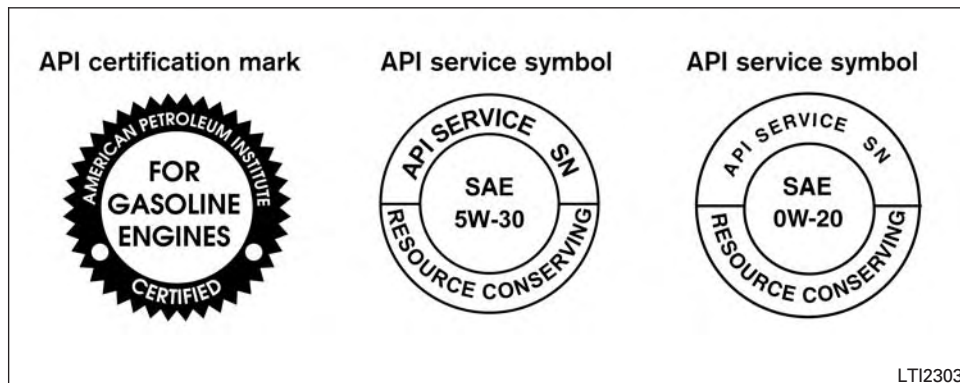 API certification mark
AMERICAN PETROLEUM INSTITUTE
FOR
GASOLINE
ENGINES
CERTIFIED
API service symbol
API SERVICE SN
SAE
5W-30
RESOURCE CONSERVING
API service symbol
API SERVICE SN
SAE
0W-20
RESOURCE CONSERVING
LTI2303